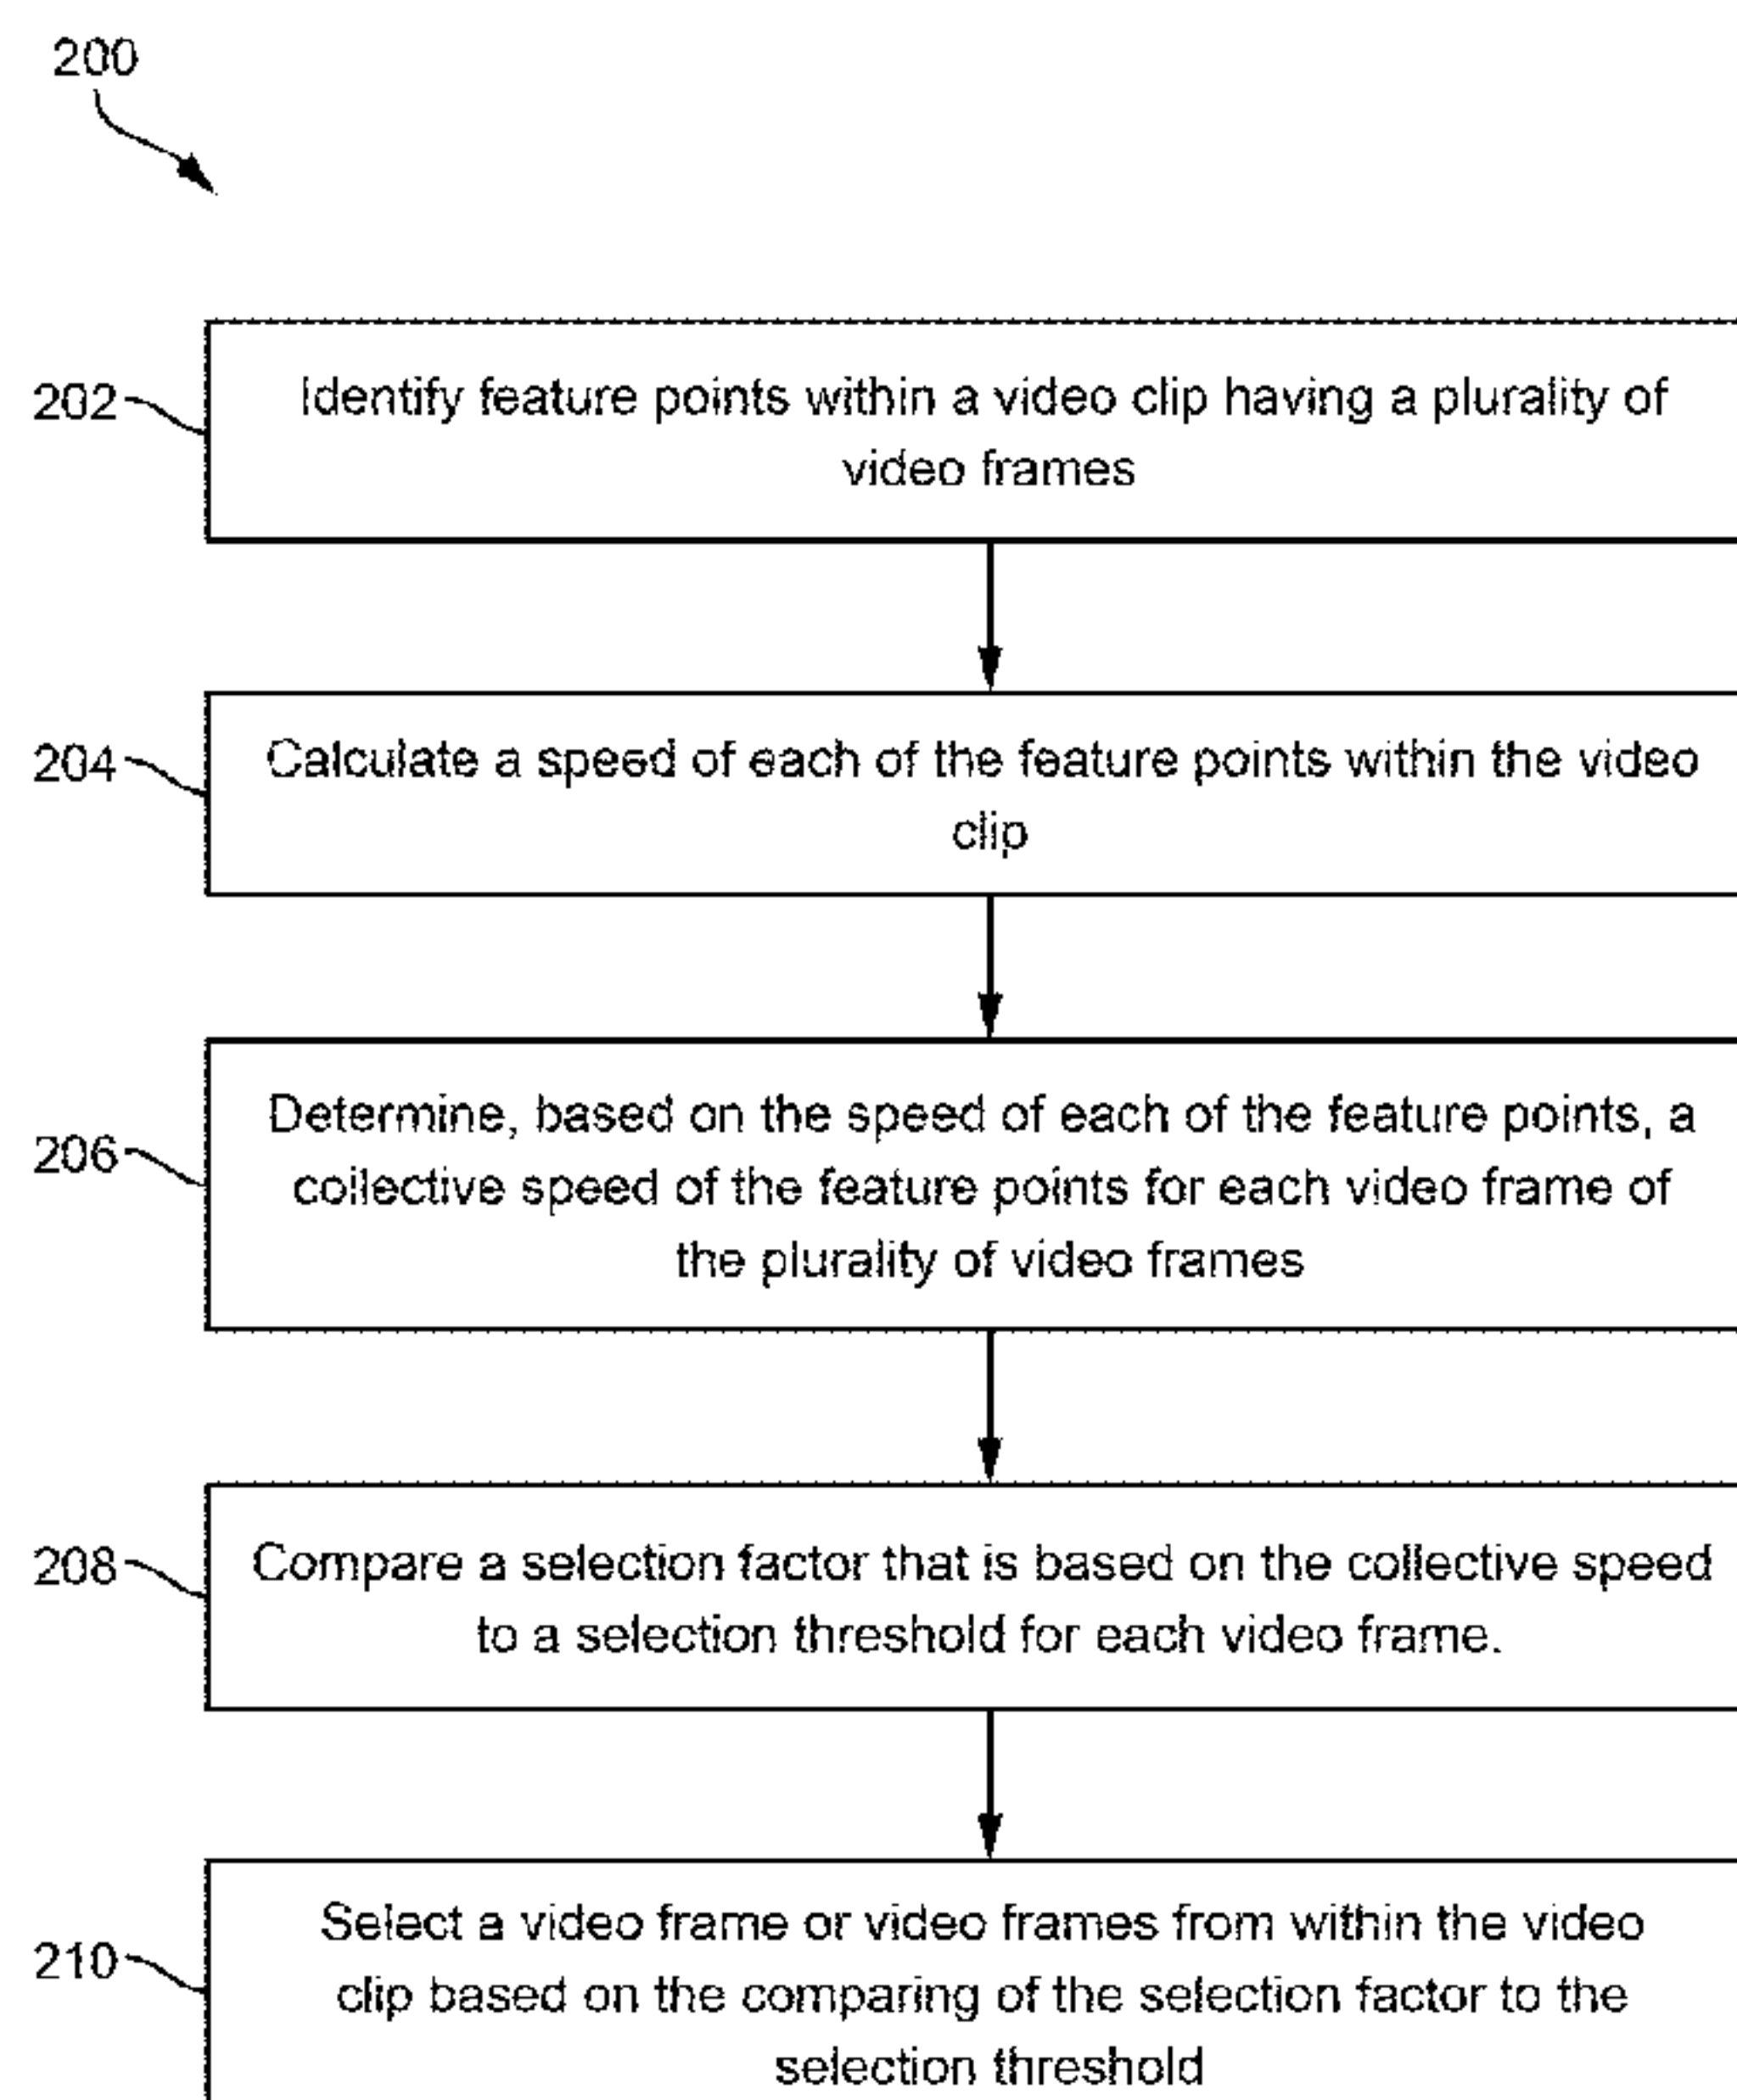 200
202
Identify feature points within a video clip having a plurality of
video frames
204
Calculate a speed of each of the feature points within the video
clip
206
Determine, based on the speed of each of the feature points, a
collective speed of the feature points for each video frame of
the plurality of video frames
208
Compare a selection factor that is based on the collective speed
to a selection threshold for each video frame.
210
Select a video frame or video frames from within the video
clip based on the comparing of the selection factor to the
selection threshold